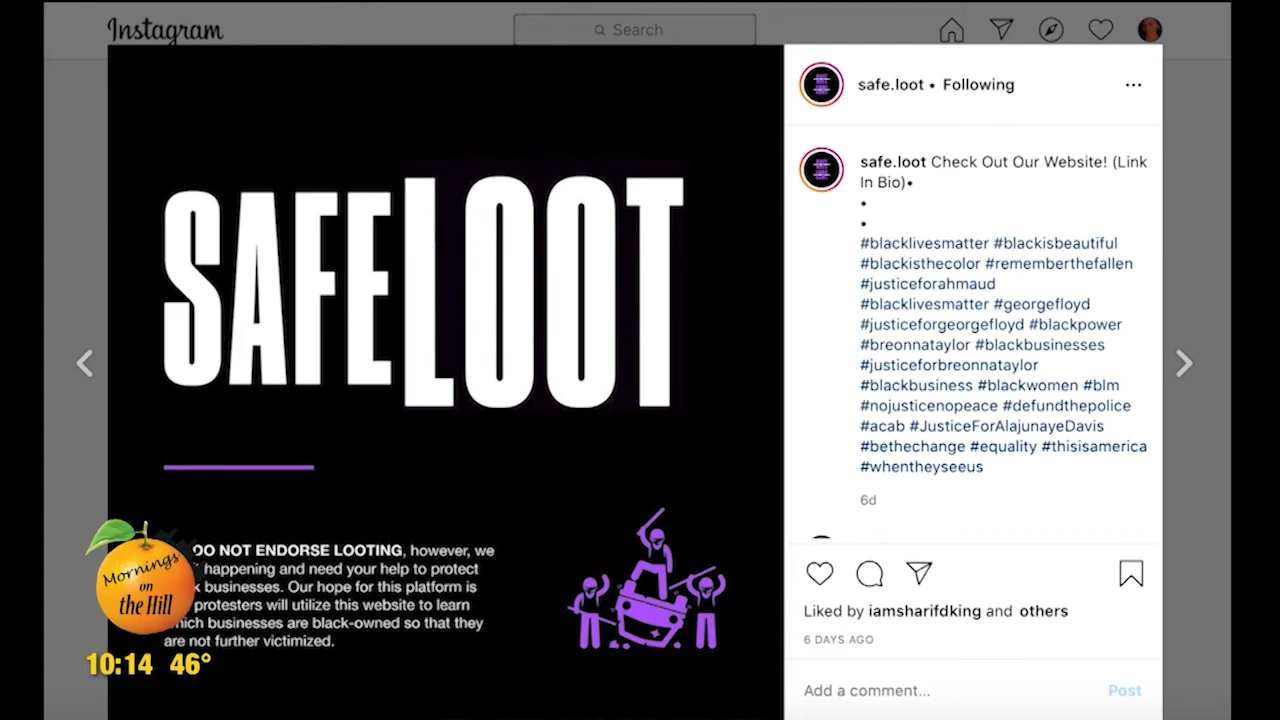 Instagram
Search
safe.loot • Following
SAFELOOT
safe.loot Check Out Our Website! (Link
In Bio)•
•
•
#blacklivesmatter #blackisbeautiful
#blackisthecolor #rememberthefallen
#justiceforahmaud
#blacklivesmatter #georgefloyd
#justiceforgeorgefloyd #blackpower
#breonnataylor #blackbusinesses
#justiceforbreonnataylor
#blackbusiness #blackwomen #blm
#nojusticenopeace #defundthepolice
#acab #JusticeForAlajunayeDavis
#bethechange #equality #thisisamerica
#whentheyseeus
6d
DO NOT ENDORSE LOOTING, however, we
happening and need your help to protect
businesses. Our hope for this platform is
protesters will utilize this website to learn
which businesses are black-owned so that they
are not further victimized.
Mornings
on
the Hill
10:14 46°
Liked by iamsharifdking and others
6 DAYS AGO
Add a comment... Post